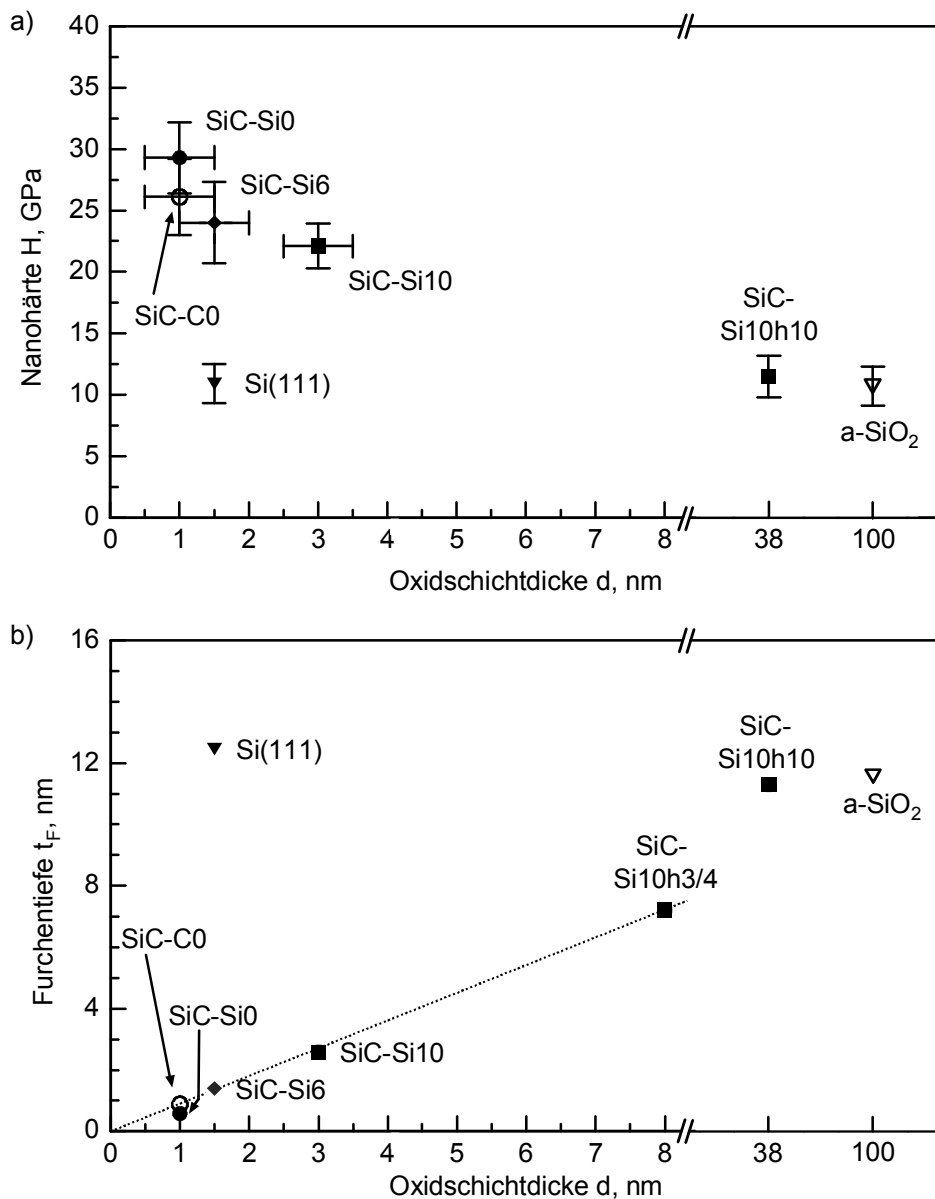 a)
40
35
30
25
20
15
10
5
0
Nanohärte H, GPa
SiC-Si0
SiC-Si6
SiC-Si10
SiC-C0
Si(111)
SiC-
Si10h10
a-SiO₂
0 1 2 3 4 5 6 7 8 38 100
Oxidschichtdicke d, nm
b)
16
12
8
4
0
Furchentiefe t_F, nm
Si(111)
SiC-
Si10h10
a-SiO₂
SiC-
Si10h3/4
SiC-C0
SiC-Si0
SiC-Si10
SiC-Si6
0 1 2 3 4 5 6 7 8 38 100
Oxidschichtdicke d, nm